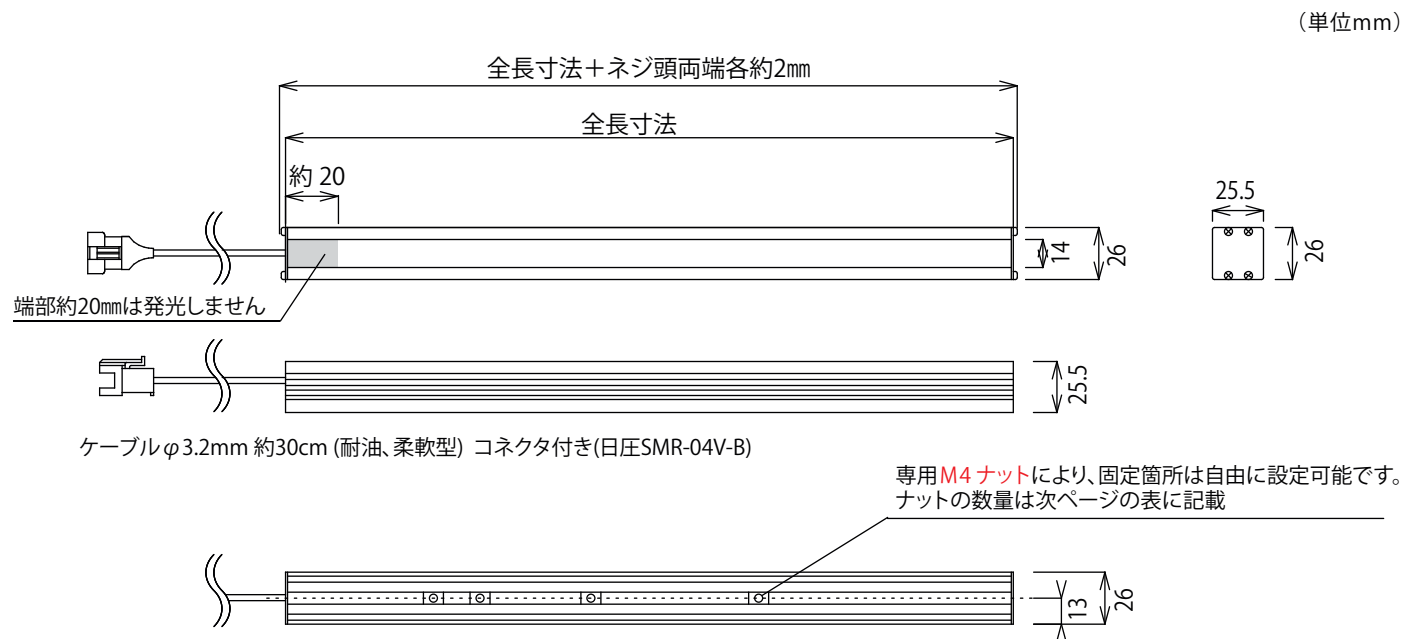 （単位mm）
全長寸法＋ネジ頭両端各約2㎜
全長寸法
約 20
25.5
14
26
26
端部約20㎜は発光しません
25.5
ケーブルφ3.2mm 約30cm (耐油、柔軟型) コネクタ付き(日圧SMR-04V-B)
専用M4 ナットにより、固定箇所は自由に設定可能です。
ナットの数量は次ページの表に記載
13
26